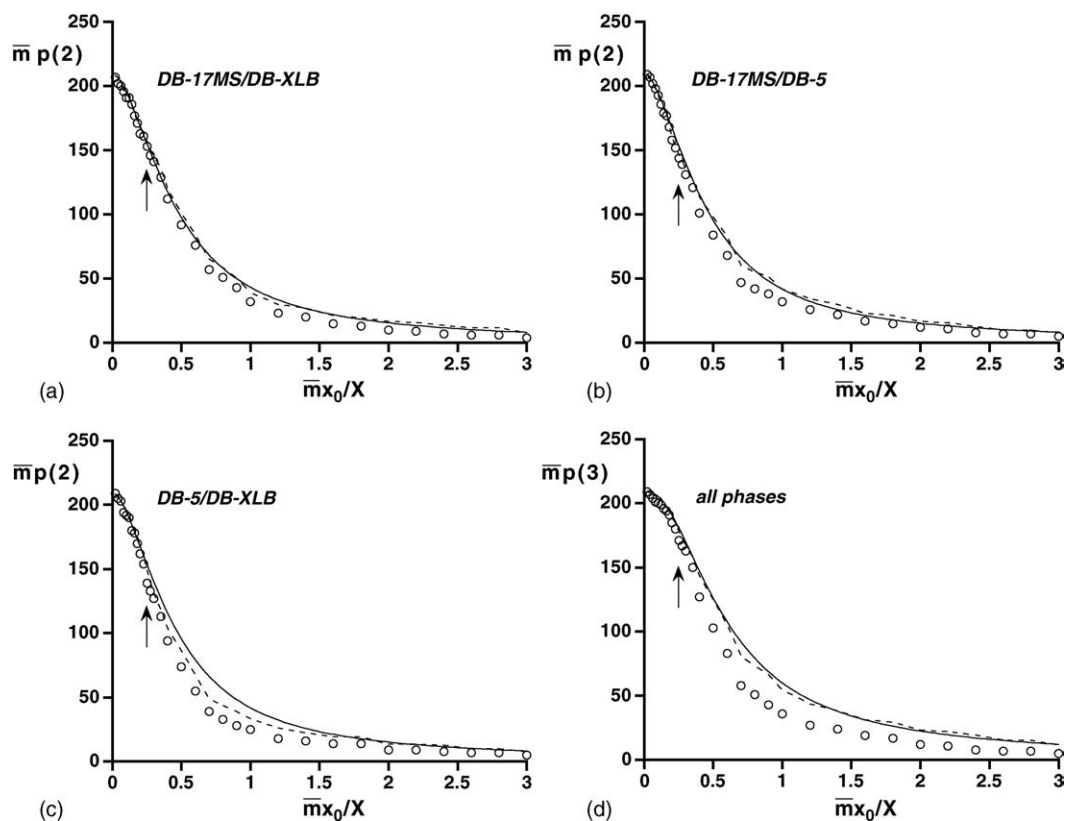 250
m̅ p(2)
200
DB-17MS/DB-XLB
150
100
50
0
0 0.5 1 1.5 2 2.5 3
(a)
m̅x₀/X
250
m̅ p(2)
200
DB-17MS/DB-5
150
100
50
0
0 0.5 1 1.5 2 2.5 3
(b)
m̅x₀/X
250
m̅p(2)
200
DB-5/DB-XLB
150
100
50
0
0 0.5 1 1.5 2 2.5 3
(c)
m̅x₀/X
250
m̅p(3)
200
all phases
150
100
50
0
0 0.5 1 1.5 2 2.5 3
(d)
m̅x₀/X